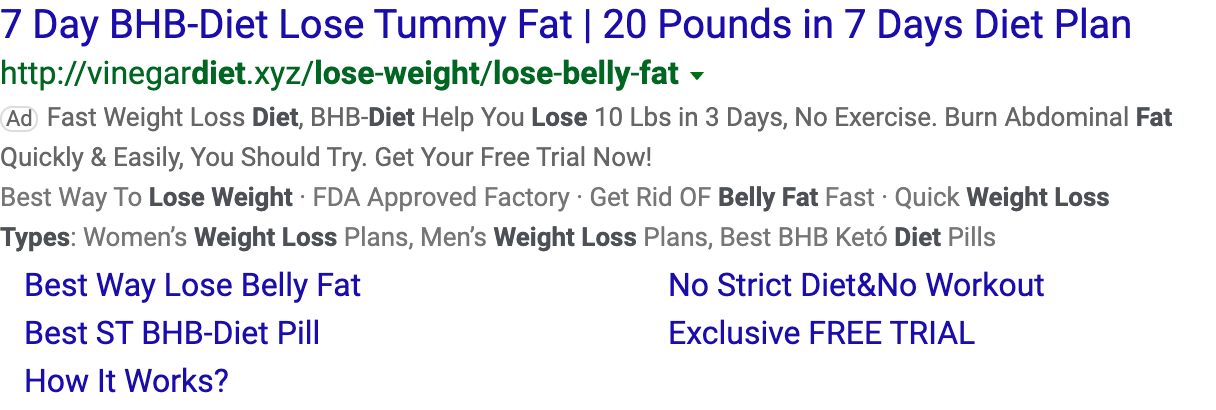 7 Day BHB-Diet Lose Tummy Fat | 20 Pounds in 7 Days Diet Plan
http://vinegardiet.xyz/lose-weight/lose-belly-fat
Ad Fast Weight Loss Diet, BHB-Diet Help You Lose 10 Lbs in 3 Days, No Exercise. Burn Abdominal Fat
Quickly & Easily, You Should Try. Get Your Free Trial Now!
Best Way To Lose Weight · FDA Approved Factory · Get Rid OF Belly Fat Fast · Quick Weight Loss
Types: Women's Weight Loss Plans, Men's Weight Loss Plans, Best BHB Ketó Diet Pills
Best Way Lose Belly Fat No Strict Diet&No Workout
Best ST BHB-Diet Pill Exclusive FREE TRIAL
How It Works?